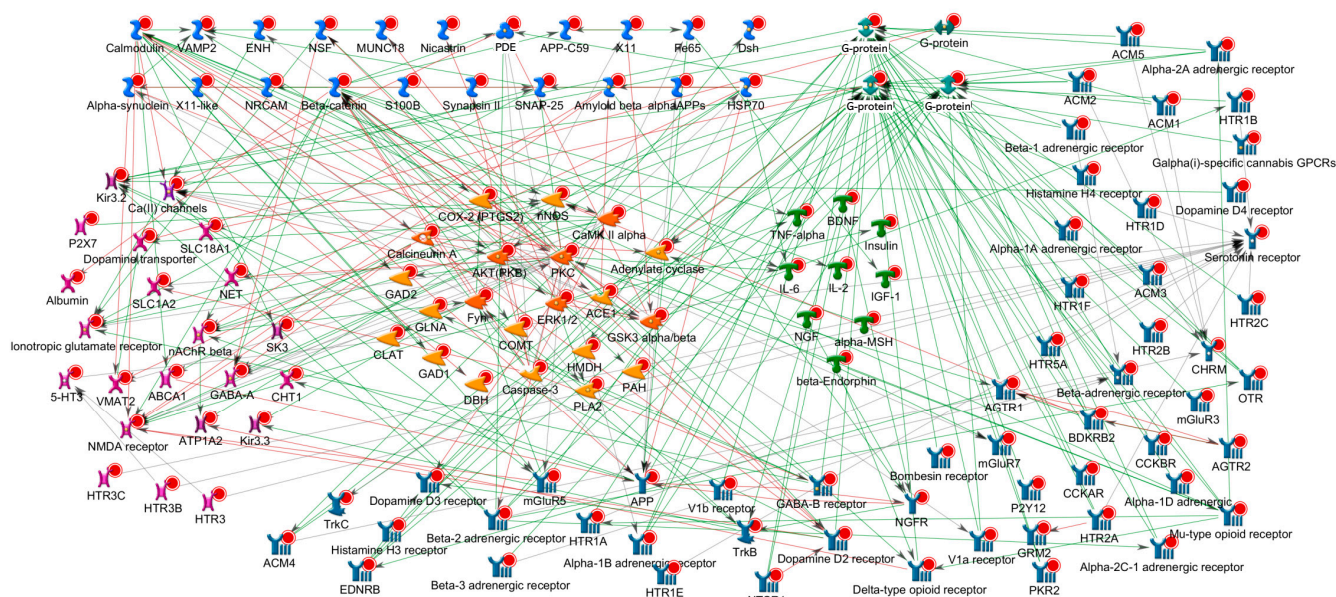 Calmodulin
VAMP2
ENH
NSF
MUNC18
Nicastrin
PDE
APP-C59
X11
Fe65
Dsh
G-protein
G-protein
ACM5
Alpha-2A adrenergic receptor
Alpha-synuclein
X11-like
NRCAM
Beta-catenin
S100B
Synapsin II
SNAP-25
Amyloid beta
alphaAPPs
HSP70
G-protein
G-protein
ACM2
ACM1
HTR1B
Beta-1 adrenergic receptor
Galpha(i)-specific cannabis GPCRs
Kir3.2
Ca(II) channels
COX-2 (PTGS2)
nNOS
CaMK II alpha
TNF-alpha
BDNF
Insulin
Histamine H4 receptor
HTR1D
Dopamine D4 receptor
P2X7
Dopamine transporter
SLC18A1
Calcineurin A
AKT(PKB)
PKC
Adenylate cyclase
IL-6
IL-2
IGF-1
Alpha-1A adrenergic receptor
Serotonin receptor
Albumin
SLC1A2
NET
GAD2
HTR1F
ACM3
Ionotropic glutamate receptor
nAChR beta
SK3
GLNA
Fyn
ERK1/2
ACE1
GSK3 alpha/beta
NGF
alpha-MSH
HTR2C
HTR2B
5-HT3
VMAT2
ABCA1
GABA-A
CHT1
CLAT
GAD1
COMT
HMDH
beta-Endorphin
HTR5A
CHRM
DBH
Caspase-3
PLA2
PAH
AGTR1
Beta-adrenergic receptor
mGluR3
OTR
NMDA receptor
ATP1A2
Kir3.3
BDKRB2
CCKBR
AGTR2
HTR3C
HTR3B
HTR3
TrkC
Dopamine D3 receptor
mGluR5
APP
V1b receptor
GABA-B receptor
Bombesin receptor
NGFR
mGluR7
P2Y12
CCKAR
Alpha-1D adrenergic
Mu-type opioid receptor
ACM4
Histamine H3 receptor
Beta-2 adrenergic receptor
HTR1A
TrkB
Dopamine D2 receptor
V1a receptor
GRM2
HTR2A
Alpha-2C-1 adrenergic receptor
EDNRB
Beta-3 adrenergic receptor
Alpha-1B adrenergic receptor
HTR1E
Delta-type opioid receptor
PKR2